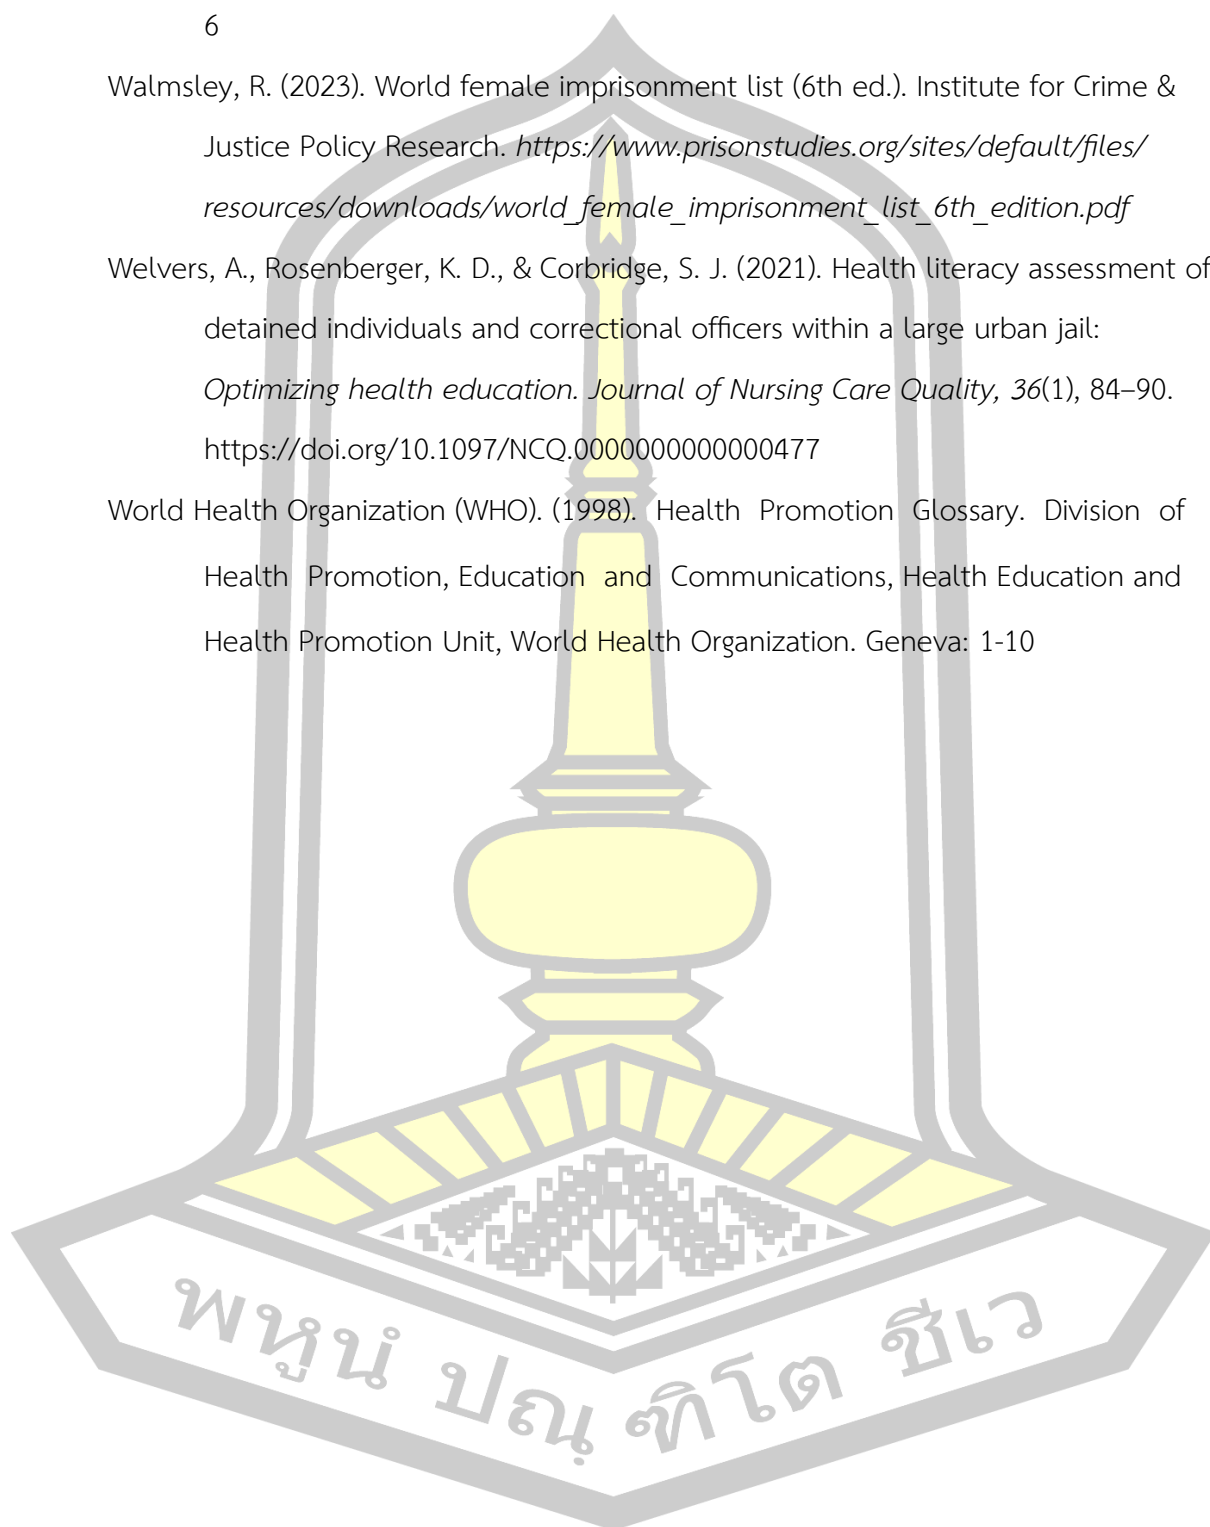 6
Walmsley, R. (2023). World female imprisonment list (6th ed.). Institute for Crime &
Justice Policy Research. https://www.prisonstudies.org/sites/default/files/
resources/downloads/world_female_imprisonment_list_6th_edition.pdf
Welvers, A., Rosenberger, K. D., & Corbridge, S. J. (2021). Health literacy assessment of
detained individuals and correctional officers within a large urban jail:
Optimizing health education. Journal of Nursing Care Quality, 36(1), 84–90.
https://doi.org/10.1097/NCQ.0000000000000477
World Health Organization (WHO). (1998). Health Promotion Glossary. Division of
Health Promotion, Education and Communications, Health Education and
Health Promotion Unit, World Health Organization. Geneva: 1-10
พหูนํ ปณฺฑิโต ชีเว